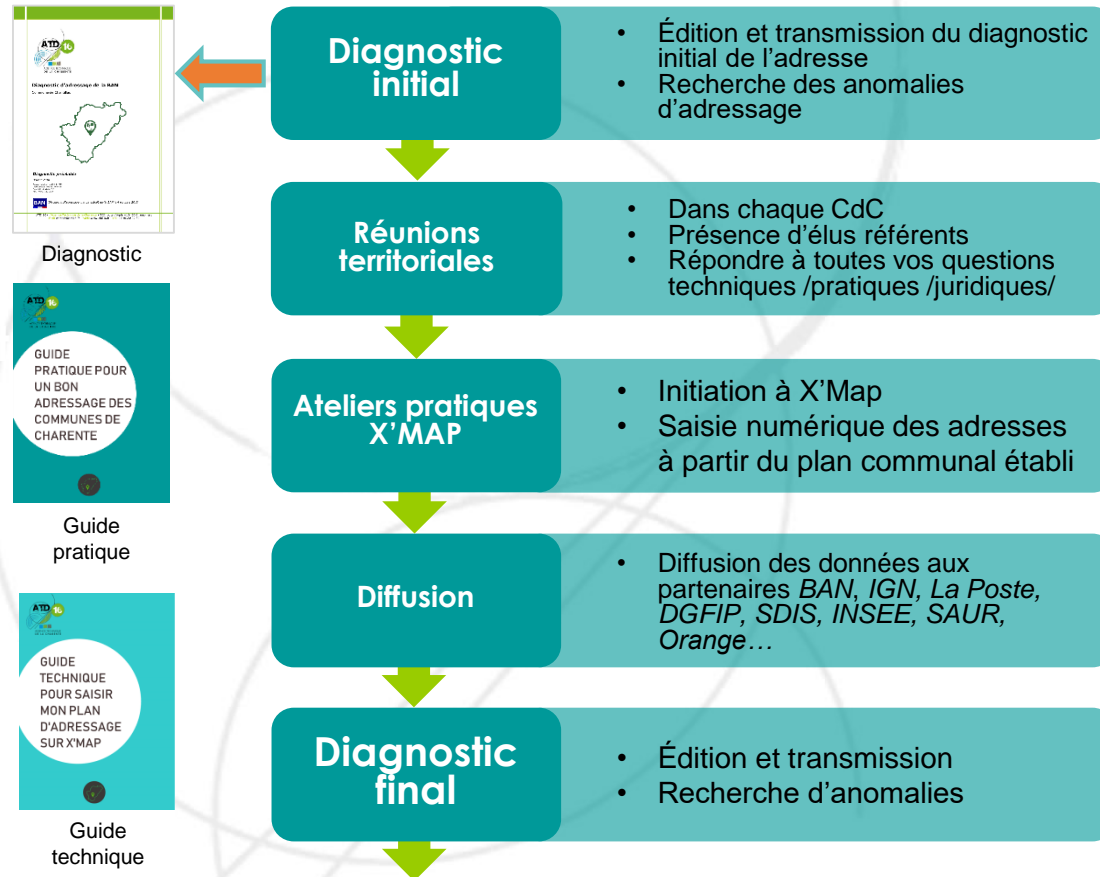 ATD 16
Diagnostic d'adressage de la BAN
BAN
Diagnostic
ATD 16
GUIDE
PRATIQUE POUR
UN BON
ADRESSAGE DES
COMMUNES DE
CHARENTE
Guide
pratique
ATD 16
GUIDE
TECHNIQUE
POUR SAISIR
MON PLAN
D'ADRESSAGE
SUR X'MAP
Guide
technique
Diagnostic
initial
• Édition et transmission du diagnostic
initial de l'adresse
• Recherche des anomalies
d'adressage
Réunions
territoriales
• Dans chaque CdC
• Présence d'élus référents
• Répondre à toutes vos questions
techniques /pratiques /juridiques/
Ateliers pratiques
X'MAP
• Initiation à X'Map
• Saisie numérique des adresses
à partir du plan communal établi
Diffusion
• Diffusion des données aux
partenaires BAN, IGN, La Poste,
DGFIP, SDIS, INSEE, SAUR,
Orange…
Diagnostic
final
• Édition et transmission
• Recherche d'anomalies